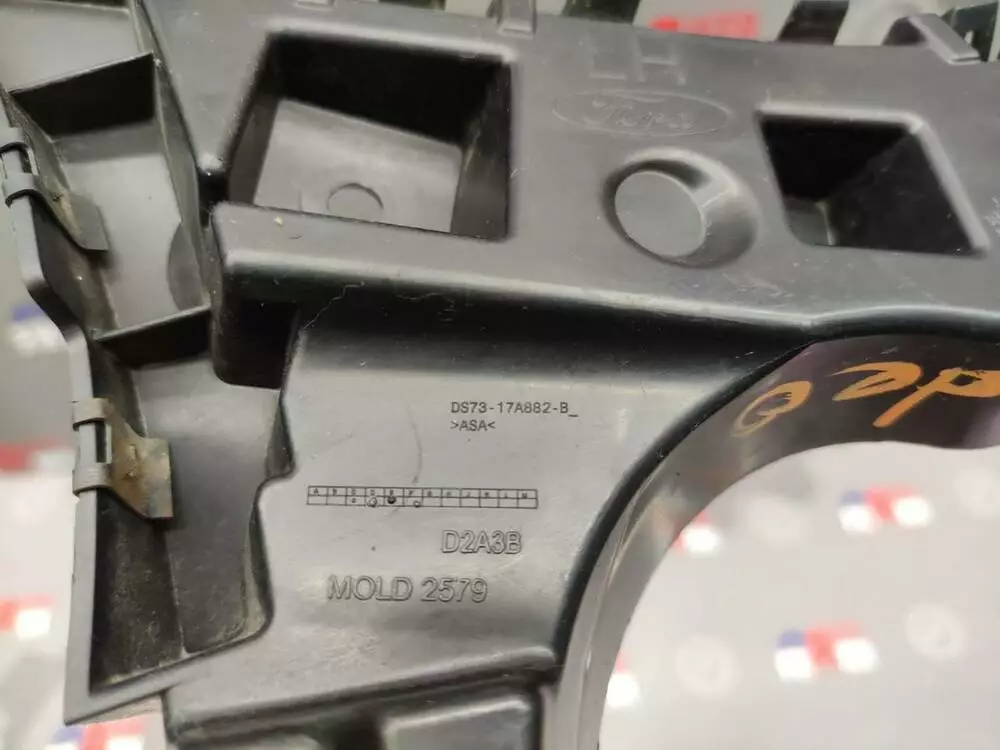 LH
Ford
DS73-17A882-B_
>ASA<
A B C D E F G H J K L M
D2A3B
MOLD 2579